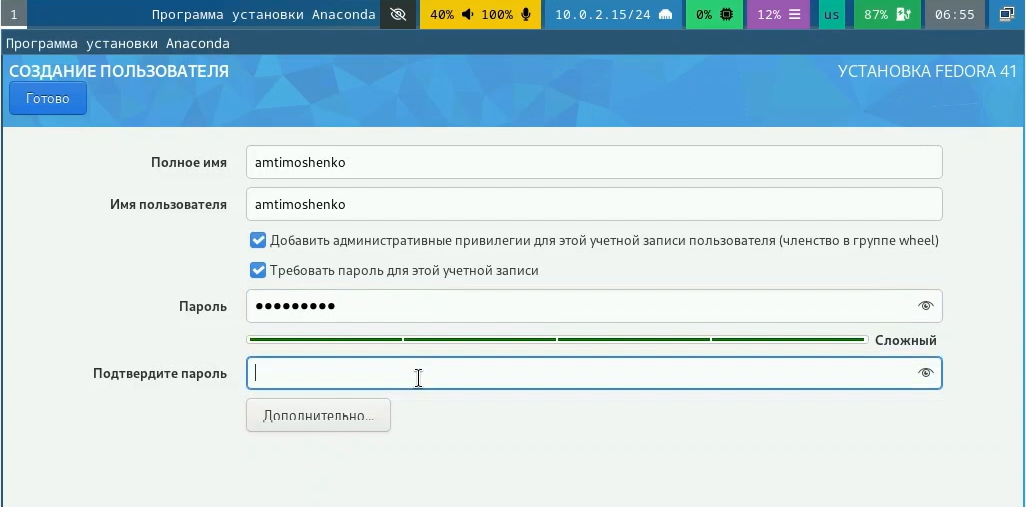 1 Программа установки Anaconda 40% 100% 10.0.2.15/24 0% 12% us 87% 06:55
Программа установки Anaconda
СОЗДАНИЕ ПОЛЬЗОВАТЕЛЯ УСТАНОВКА FEDORA 41
Готово
Полное имя amtimoshenko
Имя пользователя amtimoshenko
Добавить административные привилегии для этой учетной записи пользователя (членство в группе wheel)
Требовать пароль для этой учетной записи
Пароль ●●●●●●●●●
Сложный
Подтвердите пароль
Дополнительно...